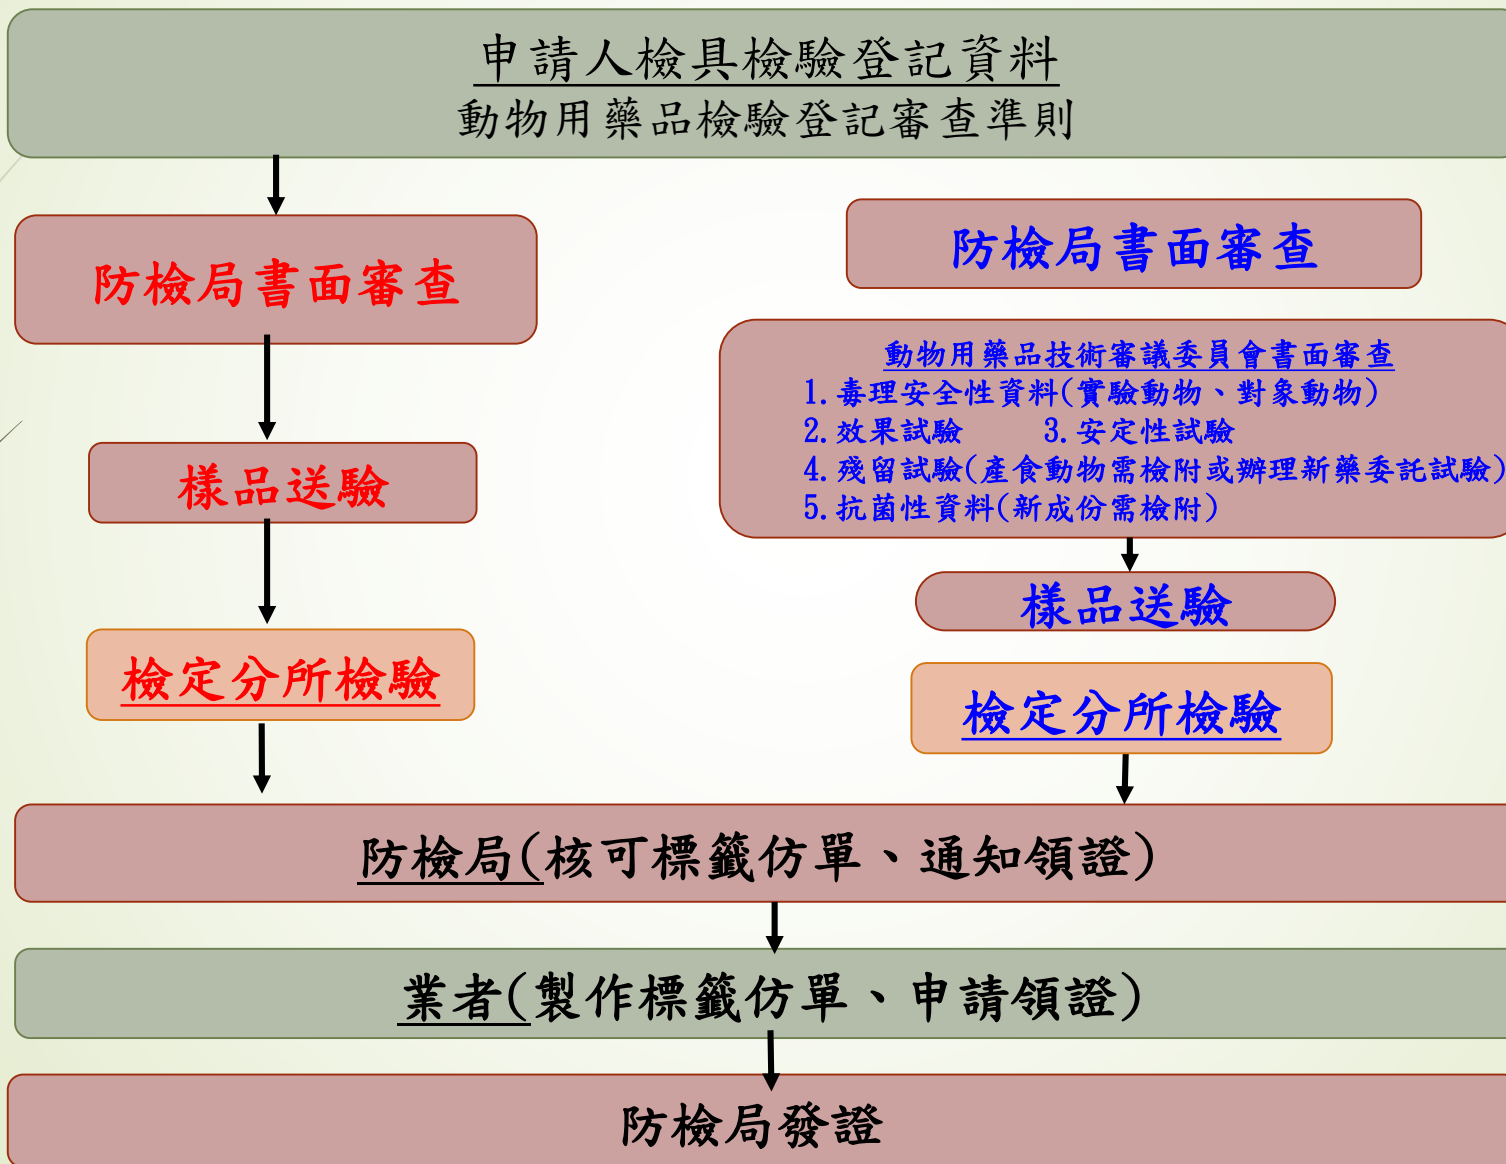 申請人檢具檢驗登記資料
動物用藥品檢驗登記審查準則
防檢局書面審查
樣品送驗
檢定分所檢驗
防檢局書面審查
動物用藥品技術審議委員會書面審查
1.毒理安全性資料(實驗動物、對象動物)
2.效果試驗 3.安定性試驗
4.殘留試驗(產食動物需檢附或辦理新藥委託試驗)
5.抗菌性資料(新成份需檢附)
樣品送驗
檢定分所檢驗
防檢局(核可標籤仿單、通知領證)
業者(製作標籤仿單、申請領證)
防檢局發證